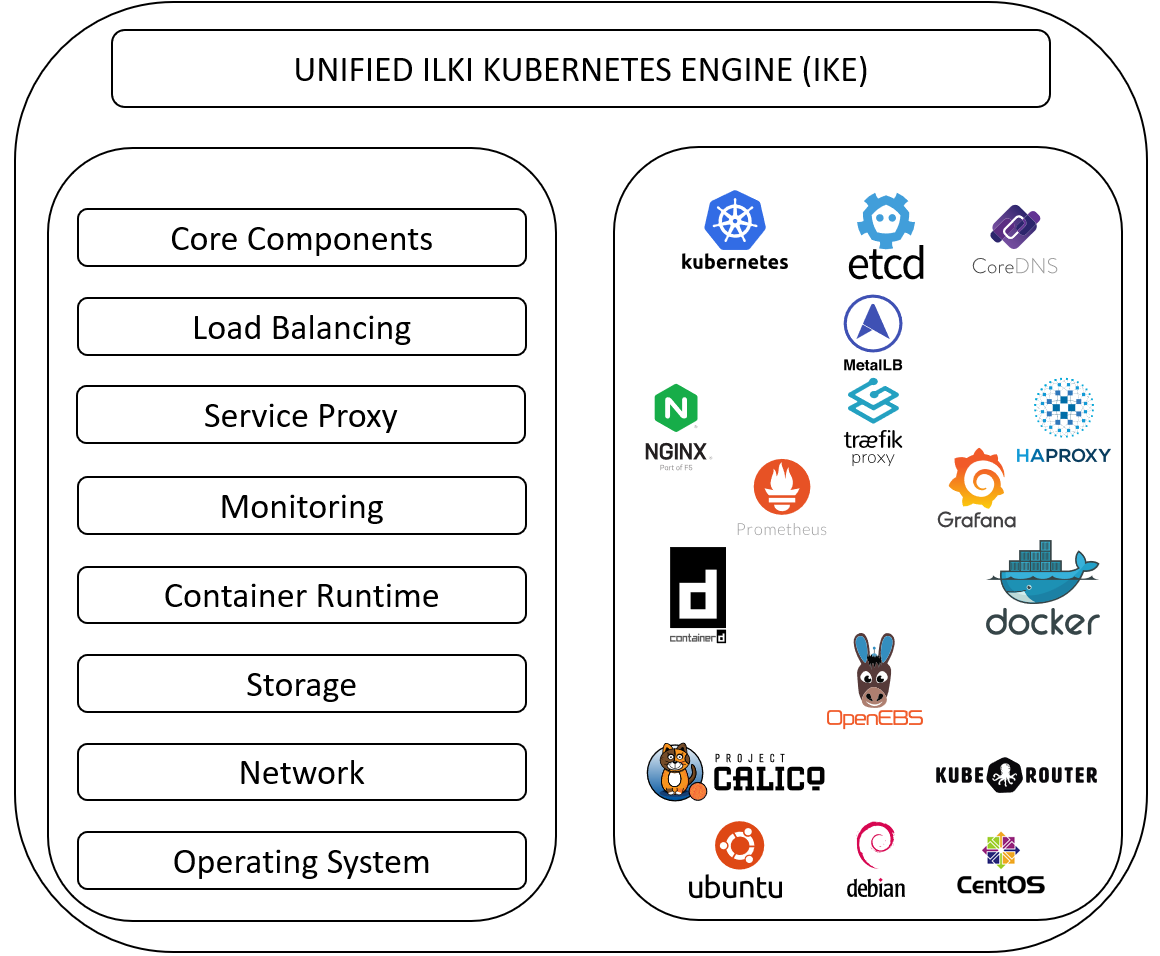 UNIFIED ILKI KUBERNETES ENGINE (IKE)
Core Components
Load Balancing
Service Proxy
Monitoring
Container Runtime
Storage
Network
Operating System
kubernetes
etcd
CoreDNS
MetalLB
N
NGINX
Part of F5
træfik
proxy
HAPROXY
Prometheus
Grafana
d
containerd
docker
OpenEBS
PROJECT
CALICO
KUBE ROUTER
ubuntu
debian
CentOS